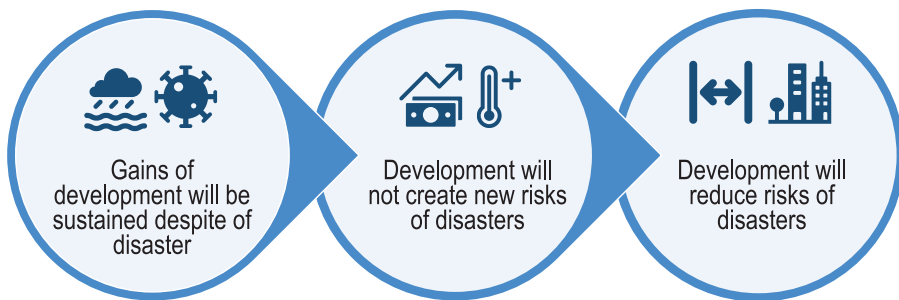 Gains of
development will be
sustained despite of
disaster
Development will
not create new risks
of disasters
Development will
reduce risks of
disasters